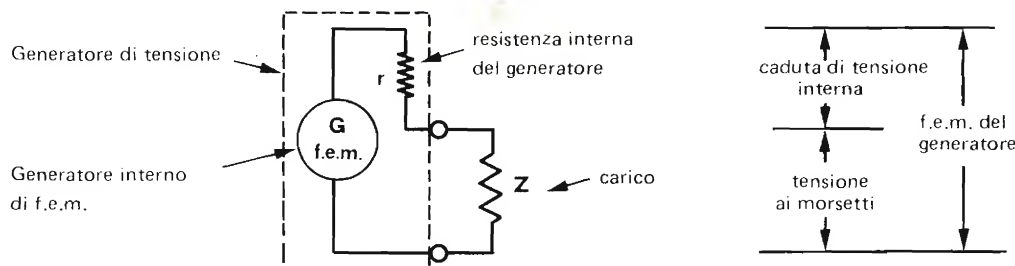 Generatore di tensione
resistenza interna
del generatore
r
G
f.e.m.
Generatore interno
di f.e.m.
Z
carico
caduta di tensione
interna
f.e.m. del
generatore
tensione
ai morsetti